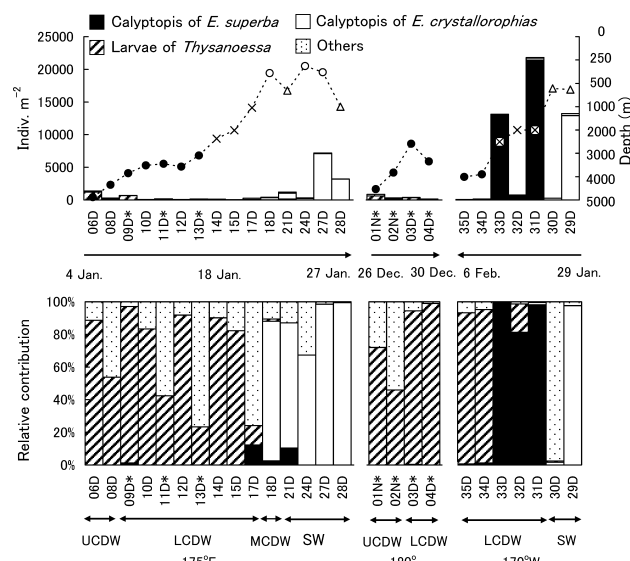 Calyptopis of E. superba
Calyptopis of E. crystallorophias
Larvae of Thysanoessa
Others
Indiv. m-2
25000
20000
15000
10000
5000
0
0
250
500
1000
2000
3000
4000
5000
Depth (m)
06D 08D 09D* 10D 11D* 12D 13D* 14D 15D 17D 18D 21D 24D 27D 28D
01N* 02N* 03D* 04D*
35D 34D 33D 32D 31D 30D 29D
4 Jan. 18 Jan. 27 Jan. 26 Dec. 30 Dec. 6 Feb. 29 Jan.
Relative contribution
100%
80%
60%
40%
20%
0%
06D 08D 09D* 10D 11D* 12D 13D* 14D 15D 17D 18D 21D 24D 27D 28D
01N* 02N* 03D* 04D*
35D 34D 33D 32D 31D 30D 29D
UCDW LCDW MCDW SW UCDW LCDW LCDW SW